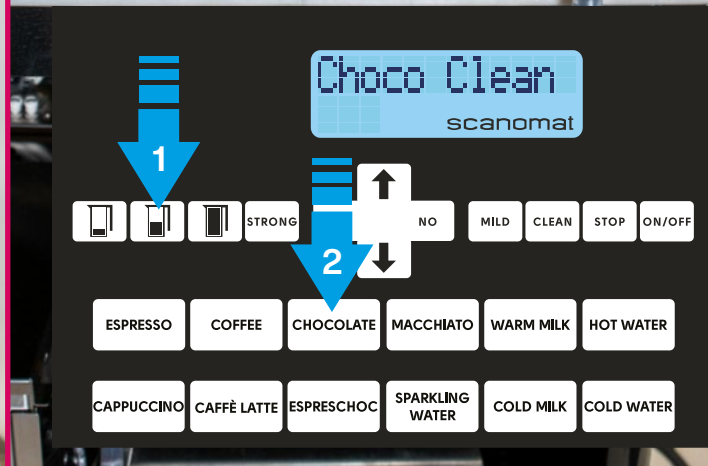 Choco Clean
scanomat
1
STRONG
NO
MILD
CLEAN
STOP
ON/OFF
2
ESPRESSO
COFFEE
CHOCOLATE
MACCHIATO
WARM MILK
HOT WATER
CAPPUCCINO
CAFFÈ LATTE
ESPRESCHOC
SPARKLING
WATER
COLD MILK
COLD WATER